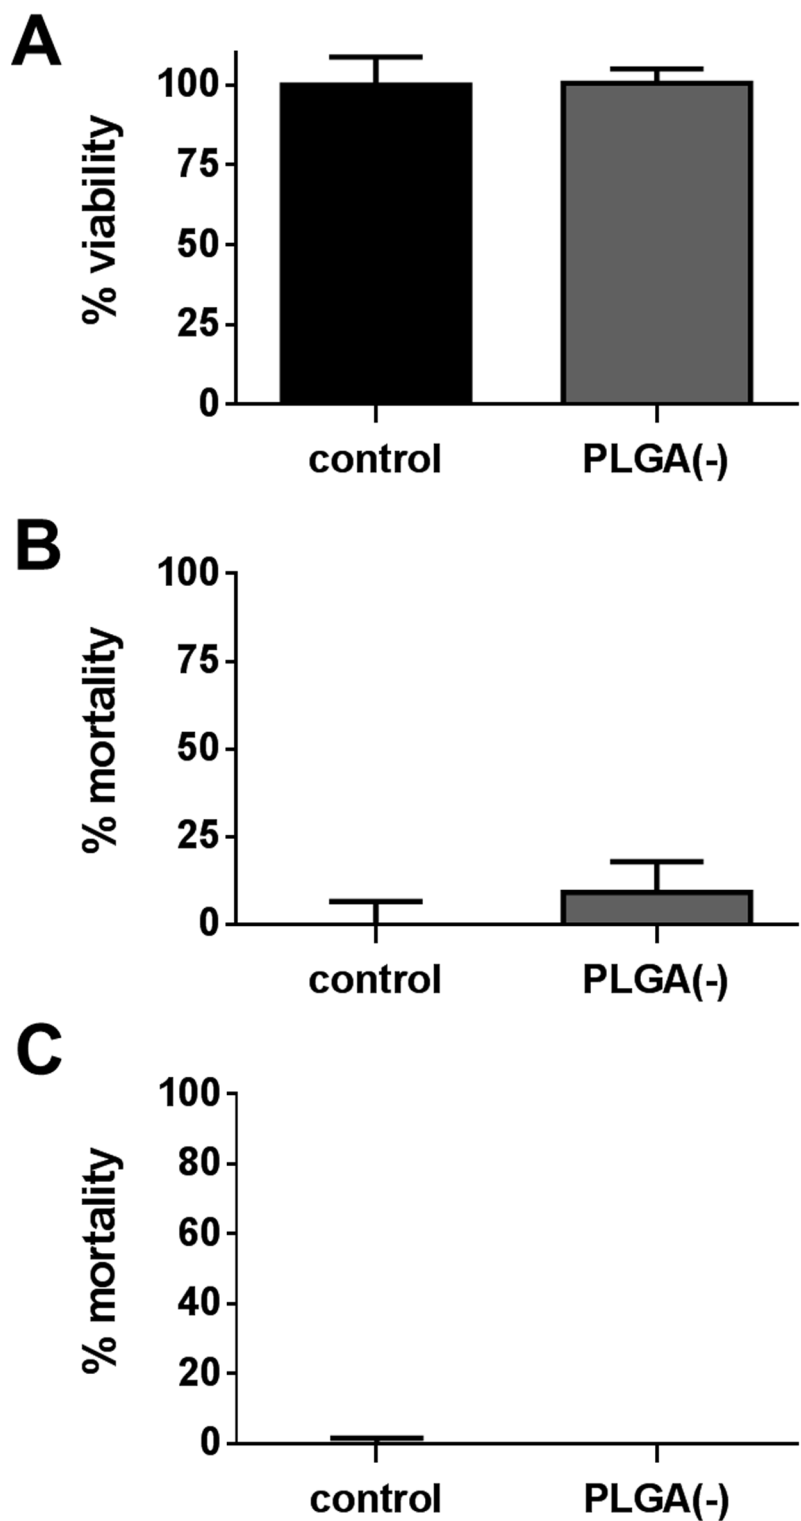 A
% viability
100
75
50
25
0
control PLGA(-)
B
% mortality
100
75
50
25
0
control PLGA(-)
C
% mortality
100
80
60
40
20
0
control PLGA(-)